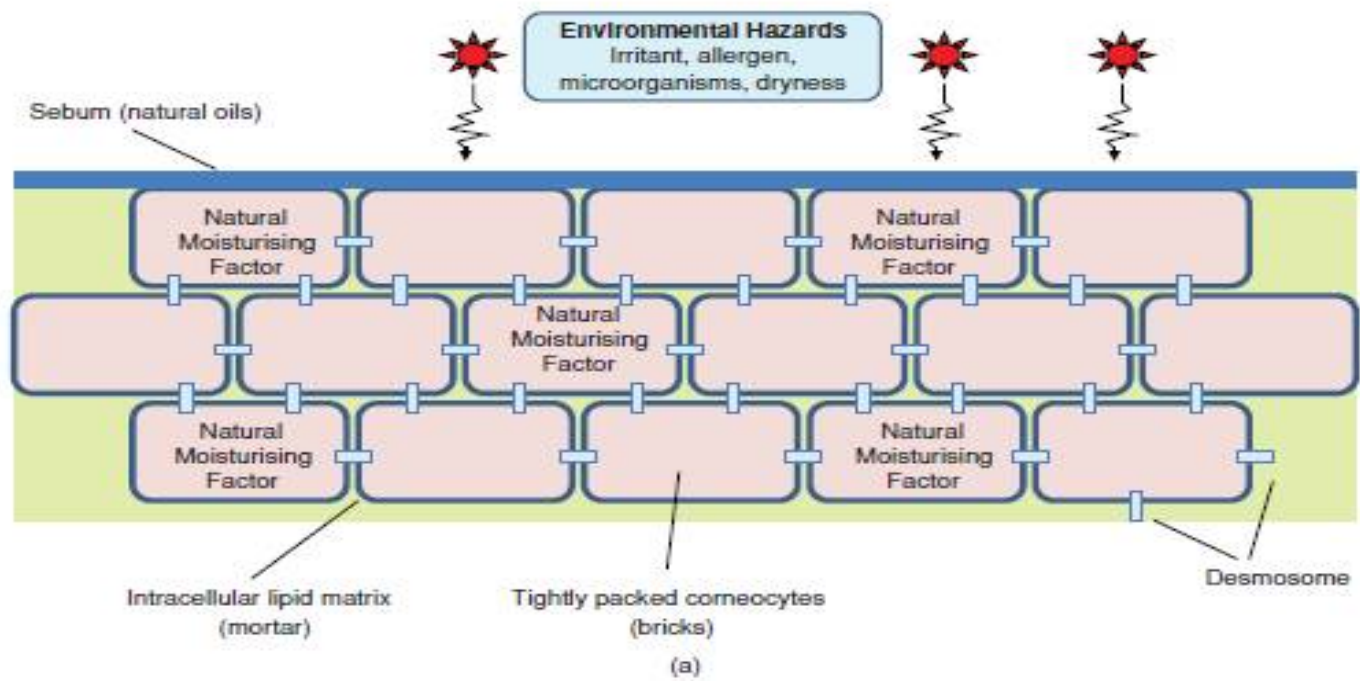 Environmental Hazards
Irritant, allergen,
microorganisms, dryness
Sebum (natural oils)
Natural
Moisturising
Factor
Natural
Moisturising
Factor
Natural
Moisturising
Factor
Natural
Moisturising
Factor
Natural
Moisturising
Factor
Intracellular lipid matrix
(mortar)
Tightly packed corneocytes
(bricks)
Desmosome
(a)